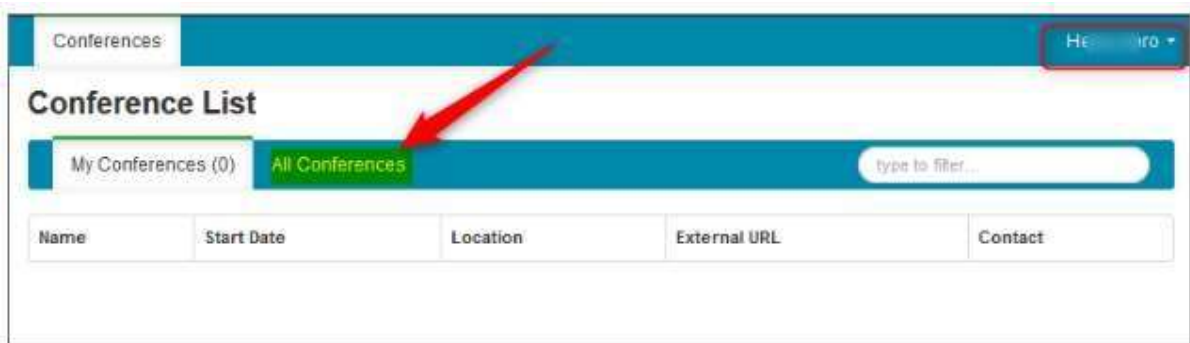 Conferences
Conference List
My Conferences (0) All Conferences type to filter...
Name Start Date Location External URL Contact